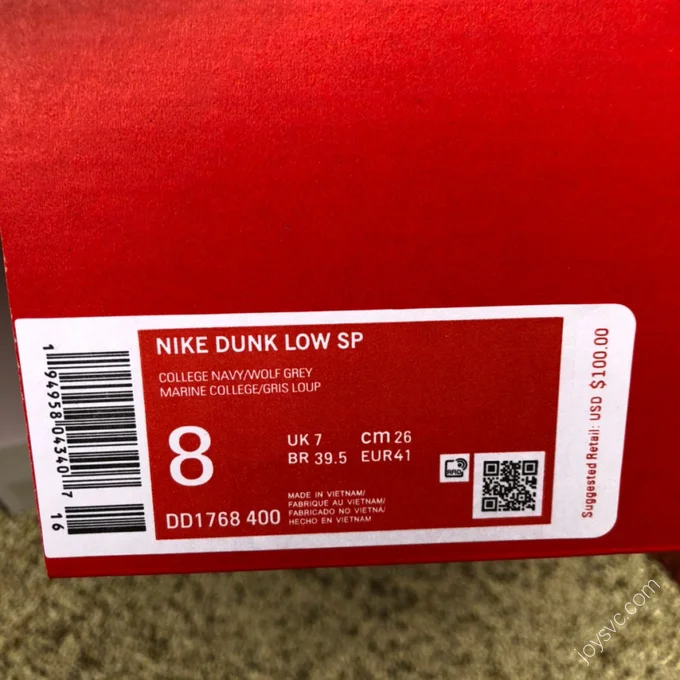 NIKE DUNK LOW SP
COLLEGE NAVY/WOLF GREY
MARINE COLLEGE/GRIS LOUP
8
UK 7 cm 26
BR 39.5 EUR41
DD1768 400
MADE IN VIETNAM/
FABRIQUE AU VIETNAM/
FABRICADO NO VIETNA/
HECHO EN VIETNAM
Suggested Retail: USD $100.00
1 94958 04340 7 16
joysvc.com